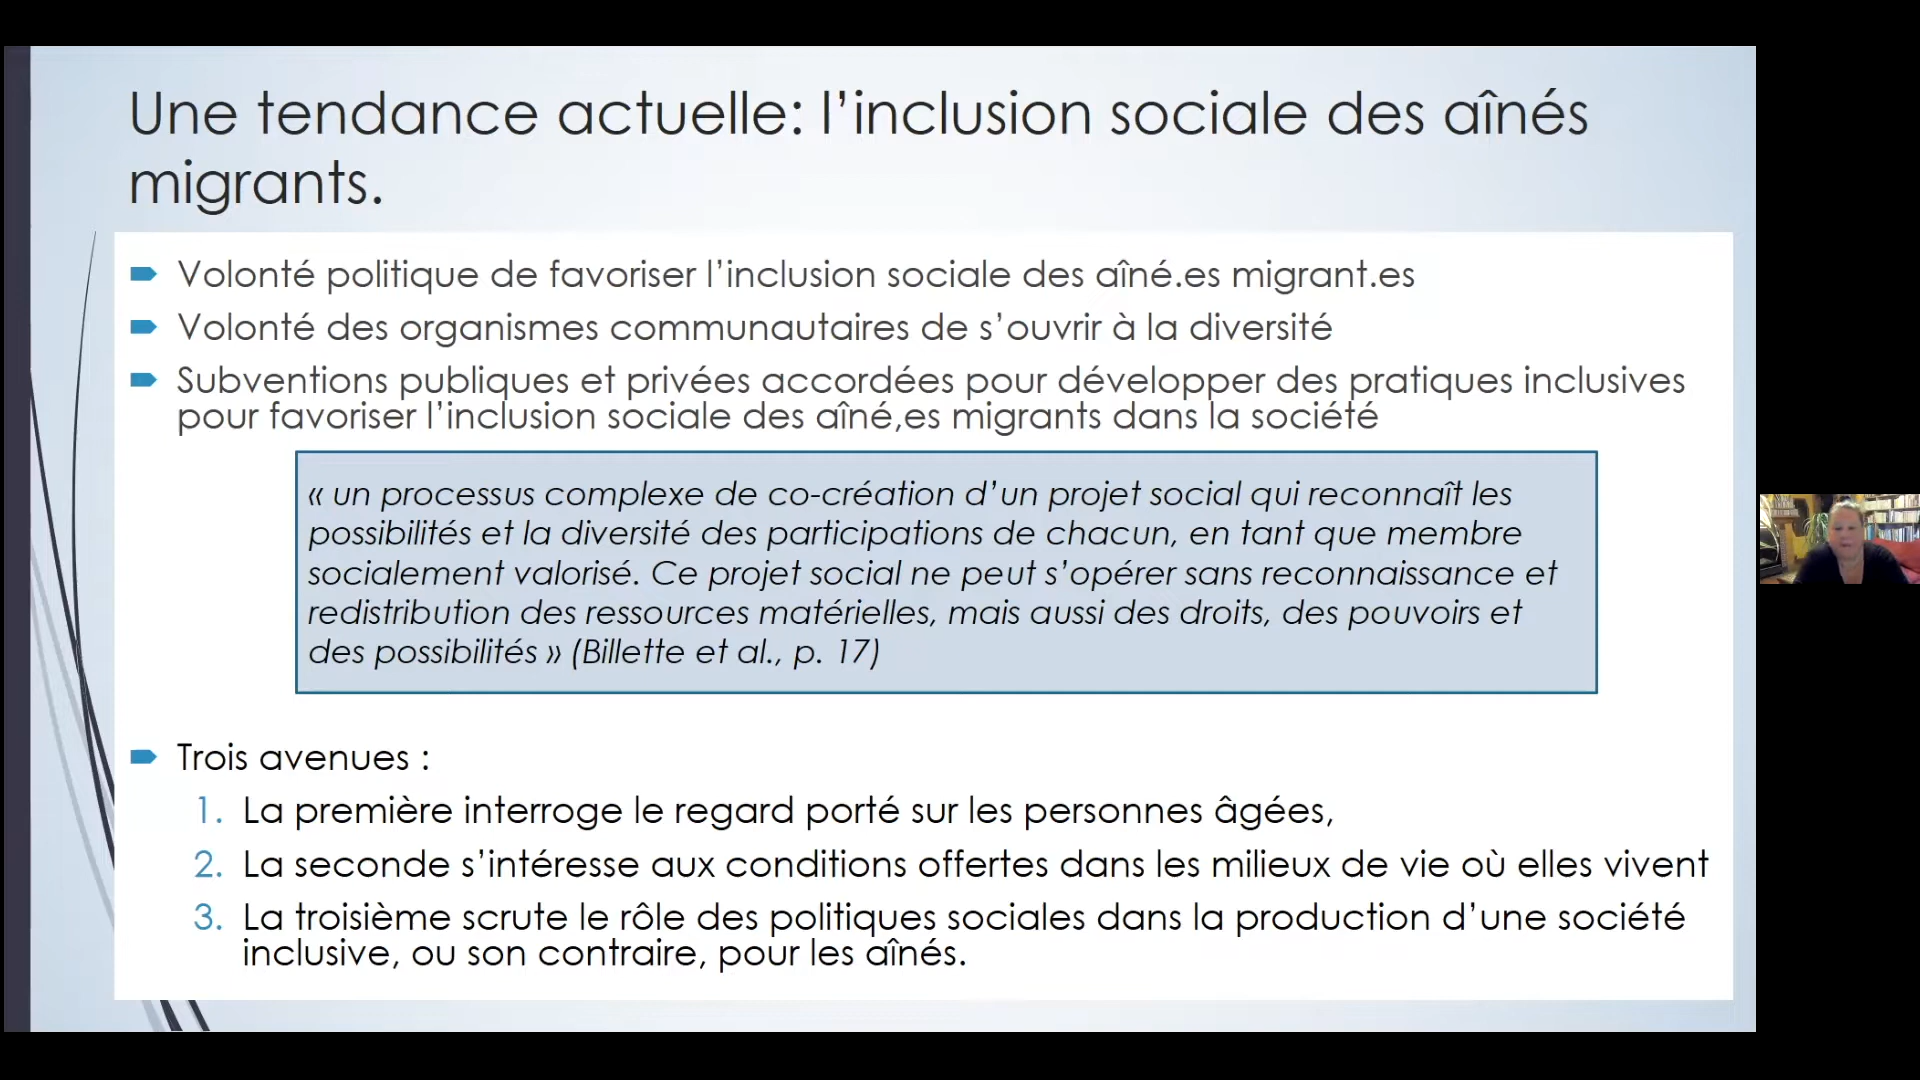 Une tendance actuelle: l’inclusion sociale des aînés
migrants.
Volonté politique de favoriser l’inclusion sociale des aîné.es migrant.es
Volonté des organismes communautaires de s’ouvrir à la diversité
Subventions publiques et privées accordées pour développer des pratiques inclusives
pour favoriser l’inclusion sociale des aîné,es migrants dans la société
« un processus complexe de co-création d’un projet social qui reconnaît les
possibilités et la diversité des participations de chacun, en tant que membre
socialement valorisé. Ce projet social ne peut s’opérer sans reconnaissance et
redistribution des ressources matérielles, mais aussi des droits, des pouvoirs et
des possibilités » (Billette et al., p. 17)
Trois avenues :
1. La première interroge le regard porté sur les personnes âgées,
2. La seconde s’intéresse aux conditions offertes dans les milieux de vie où elles vivent
3. La troisième scrute le rôle des politiques sociales dans la production d’une société
inclusive, ou son contraire, pour les aînés.